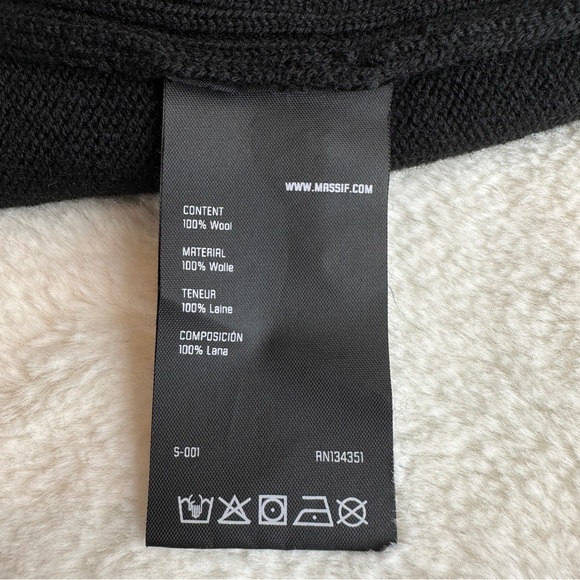 WWW.MASSIF.COM
CONTENT
100% Wool
MATERIAL
100% Wolle
TENEUR
100% Laine
COMPOSICIÓN
100% Lana
S-001 RN134351